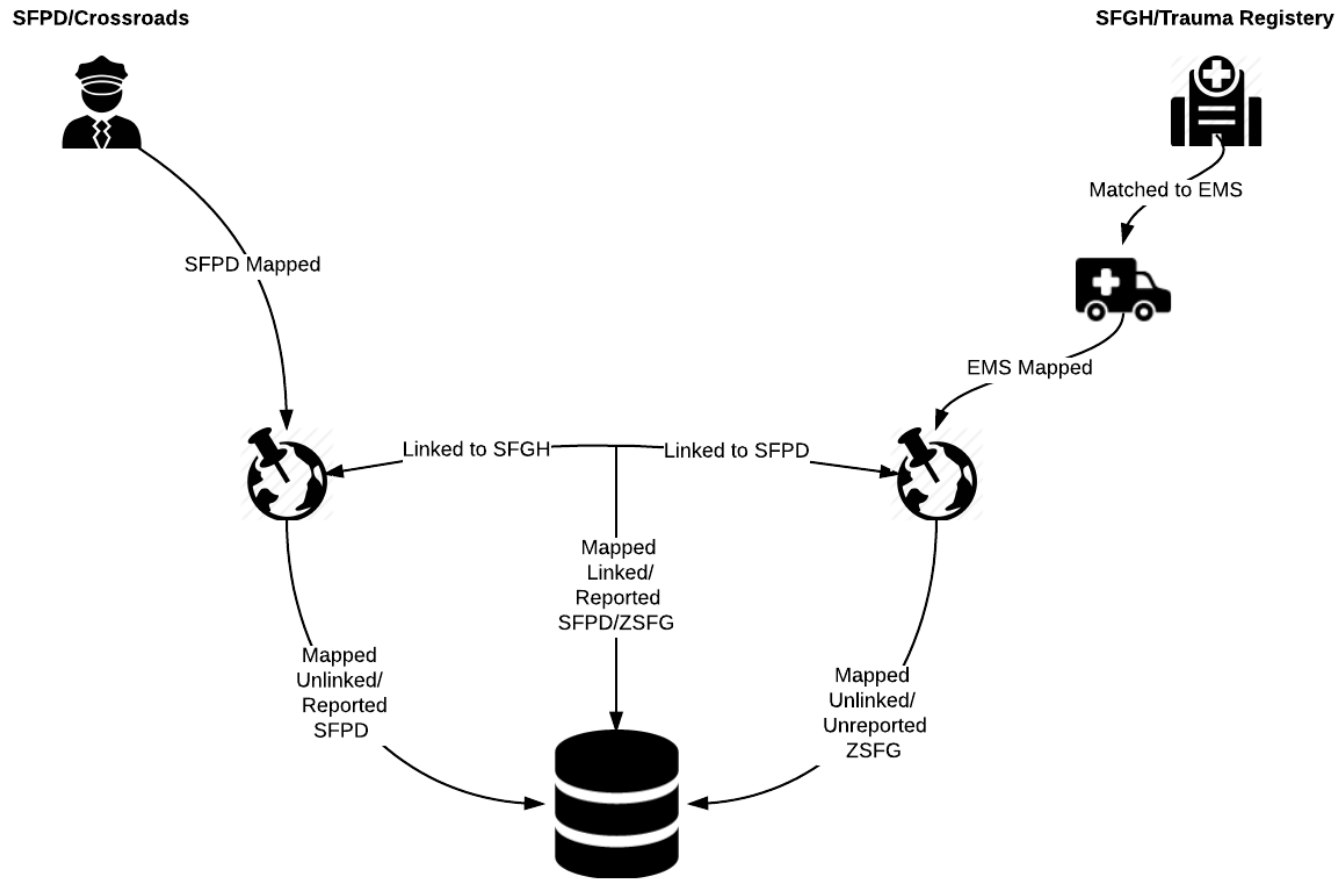 SFPD/Crossroads
SFGH/Trauma Registery
Matched to EMS
SFPD Mapped
EMS Mapped
Linked to SFGH
Linked to SFPD
Mapped
Linked/
Reported
SFPD/ZSFG
Mapped
Unlinked/
Reported
SFPD
Mapped
Unlinked/
Unreported
ZSFG